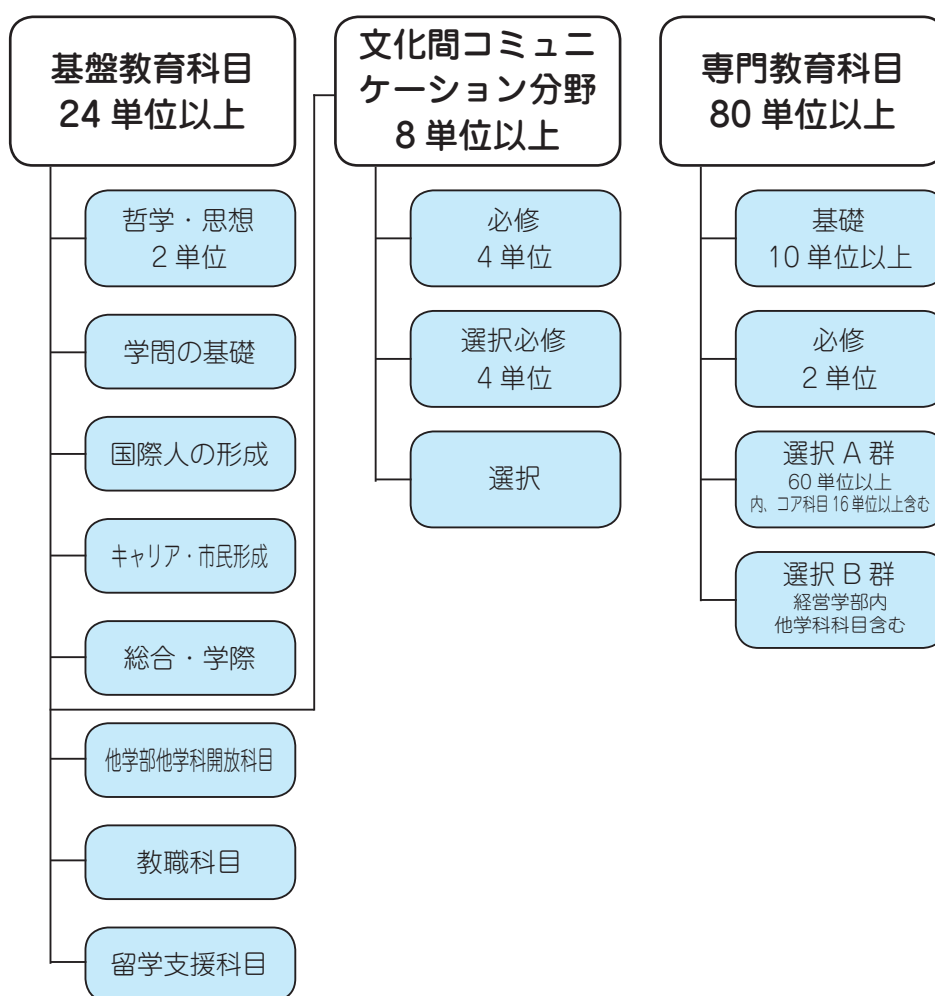 基盤教育科目
24 単位以上
哲学・思想
2 単位
学問の基礎
国際人の形成
キャリア・市民形成
総合・学際
他学部他学科開放科目
教職科目
留学支援科目
文化間コミュニ
ケーション分野
8 単位以上
必修
4 単位
選択必修
4 単位
選択
専門教育科目
80 単位以上
基礎
10 単位以上
必修
2 単位
選択 A 群
60 単位以上
内、コア科目 16 単位以上含む
選択 B 群
経営学部内
他学科科目含む